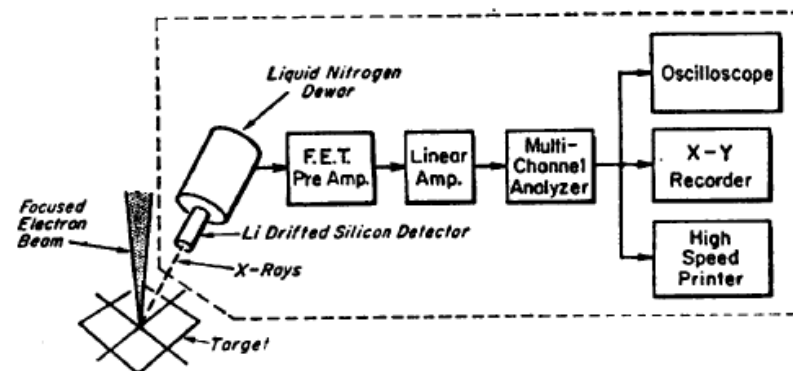 Liquid Nitrogen
Dewar
F.E.T.
Pre Amp.
Linear
Amp.
Multi-
Channel
Analyzer
Oscilloscope
X-Y
Recorder
High
Speed
Printer
Focused
Electron
Beam
Li Drifted Silicon Detector
X-Rays
Target